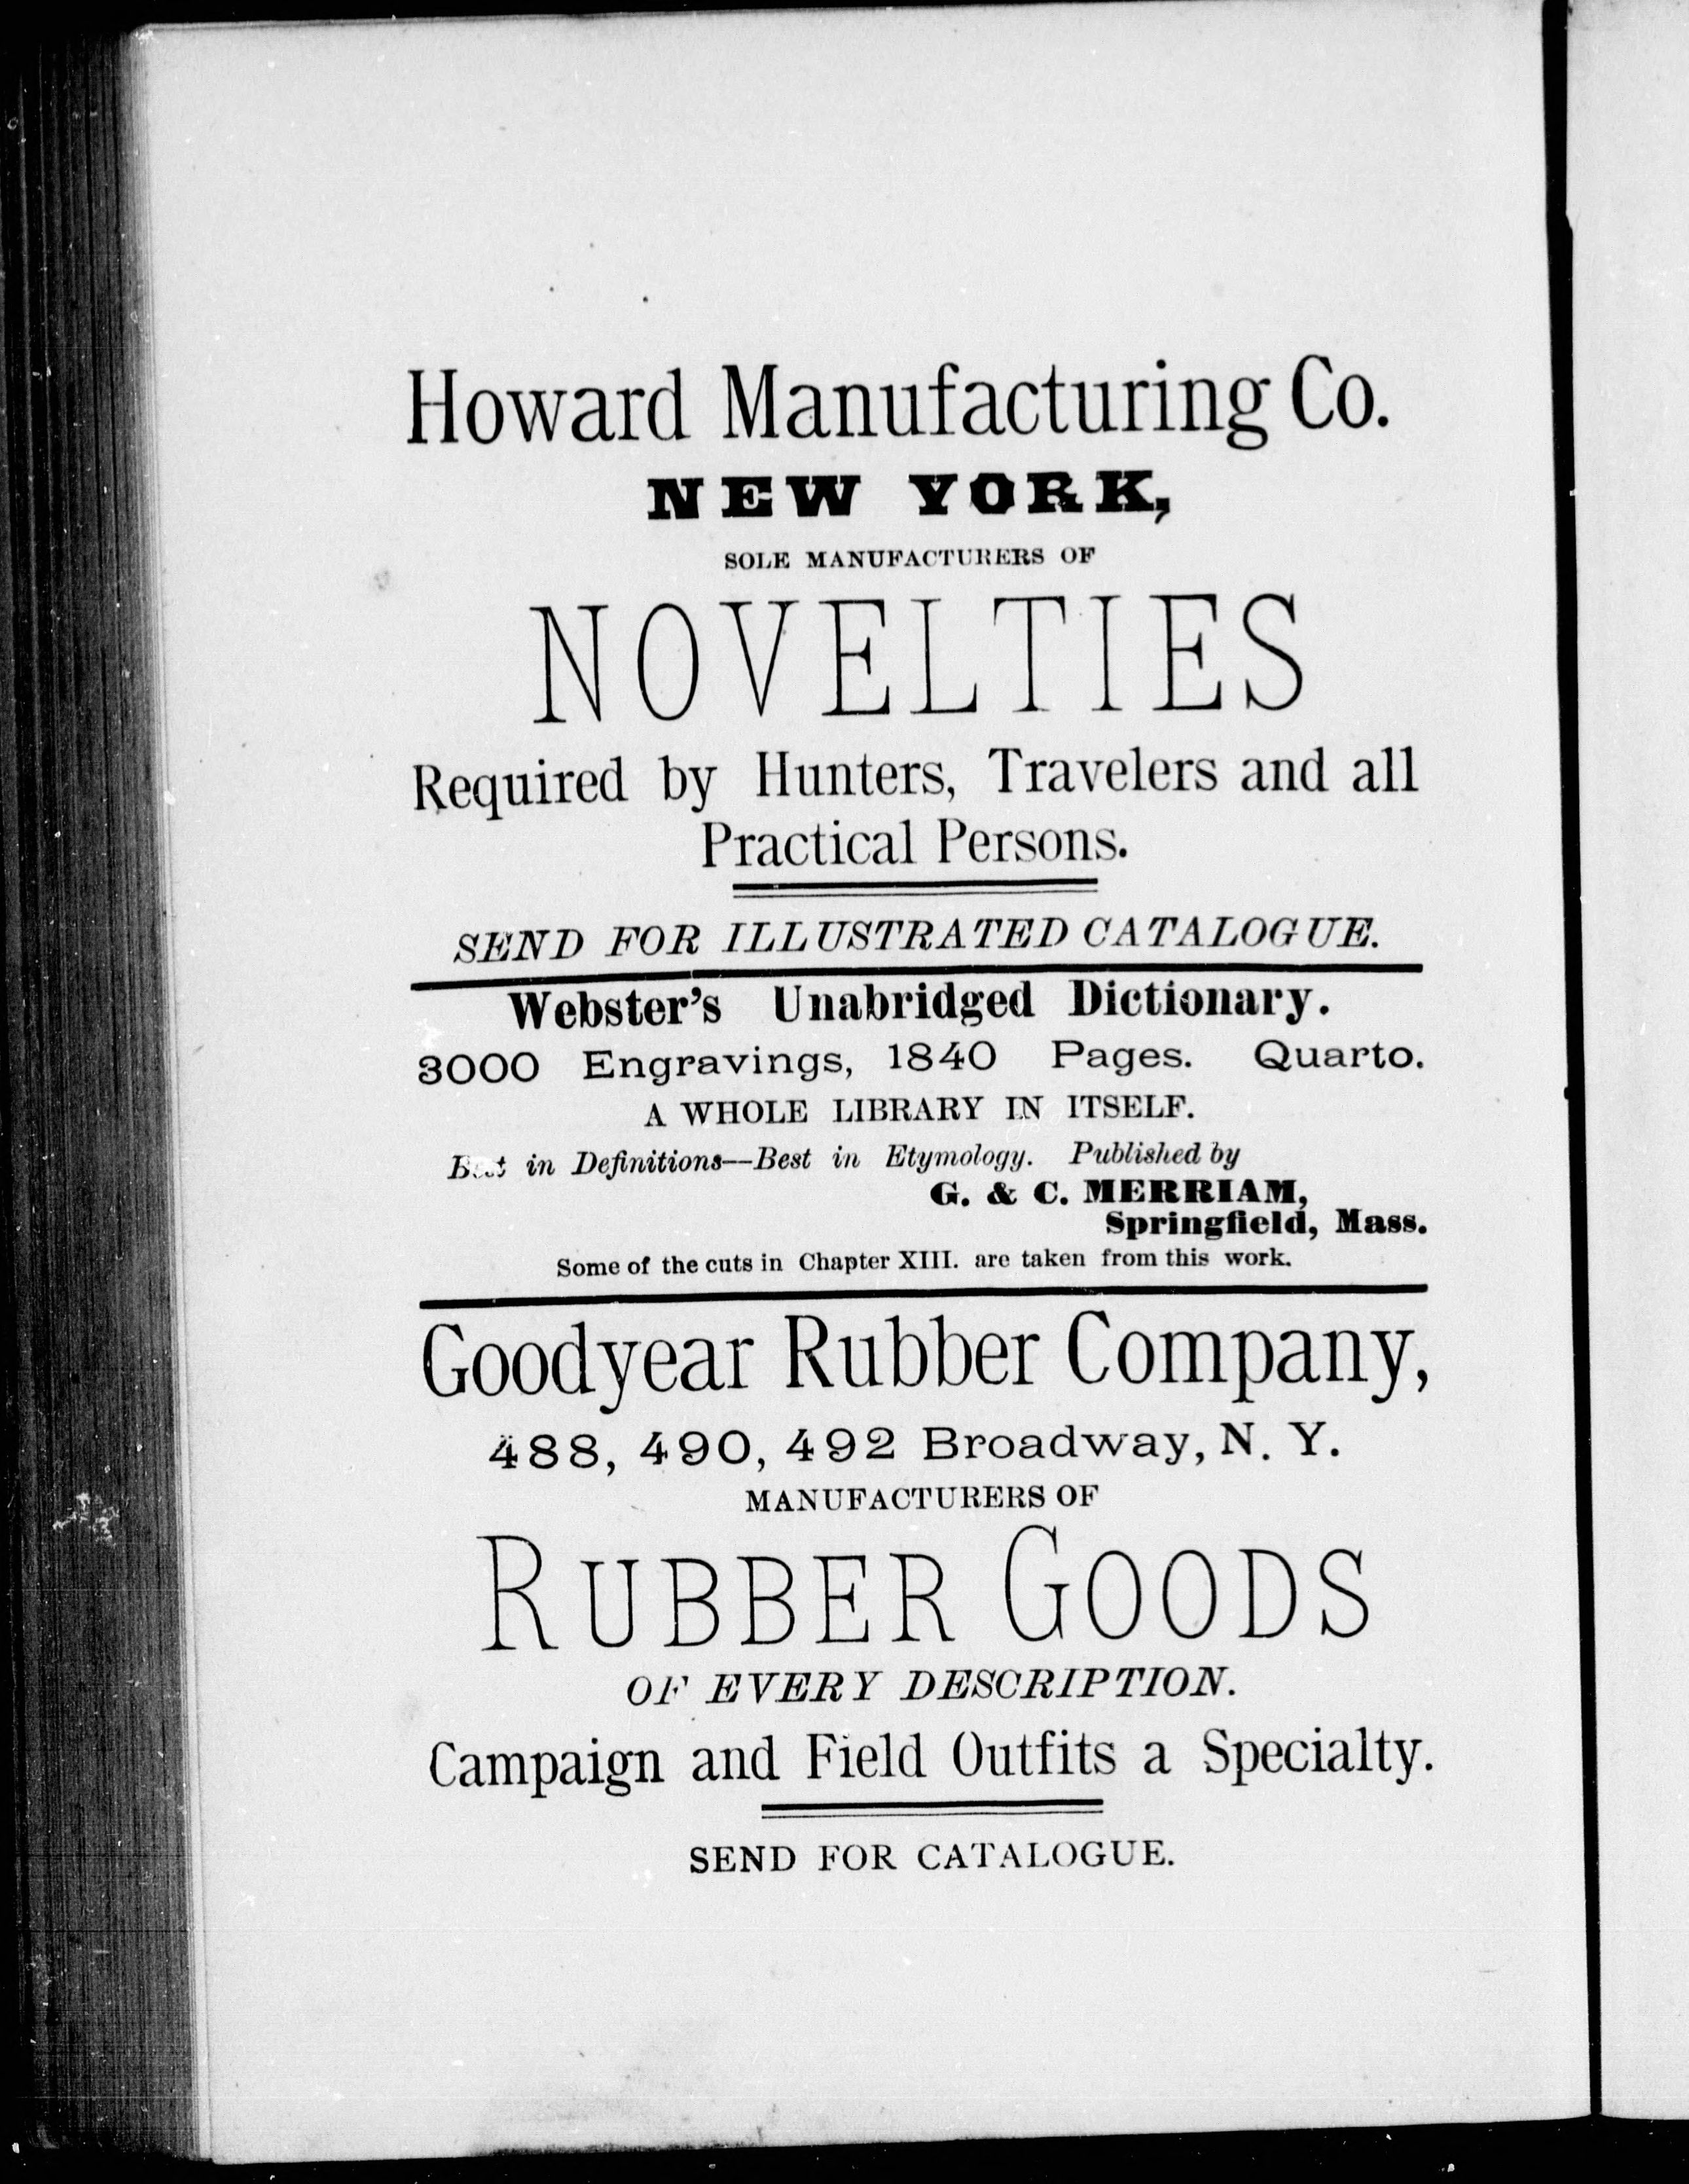 Howard Manufacturing Co.
NEW YORK,
SOLE MANUFACTURERS OF
NOVELTIES
Required by Hunters, Travelers and all
Practical Persons.
SEND FOR ILLUSTRATED CATALOGUE.
Webster's Unabridged Dictionary.
3000 Engravings, 1840 Pages. Quarto.
A WHOLE LIBRARY IN ITSELF.
Best in Definitions—Best in Etymology. Published by
G. & C. MERRIAM,
Springfield, Mass.
Some of the cuts in Chapter XIII. are taken from this work.
Goodyear Rubber Company,
488, 490, 492 Broadway, N. Y.
MANUFACTURERS OF
RUBBER GOODS
OF EVERY DESCRIPTION.
Campaign and Field Outfits a Specialty.
SEND FOR CATALOGUE.